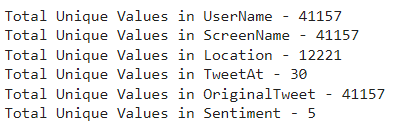 Total Unique Values in UserName - 41157
Total Unique Values in ScreenName - 41157
Total Unique Values in Location - 12221
Total Unique Values in TweetAt - 30
Total Unique Values in OriginalTweet - 41157
Total Unique Values in Sentiment - 5